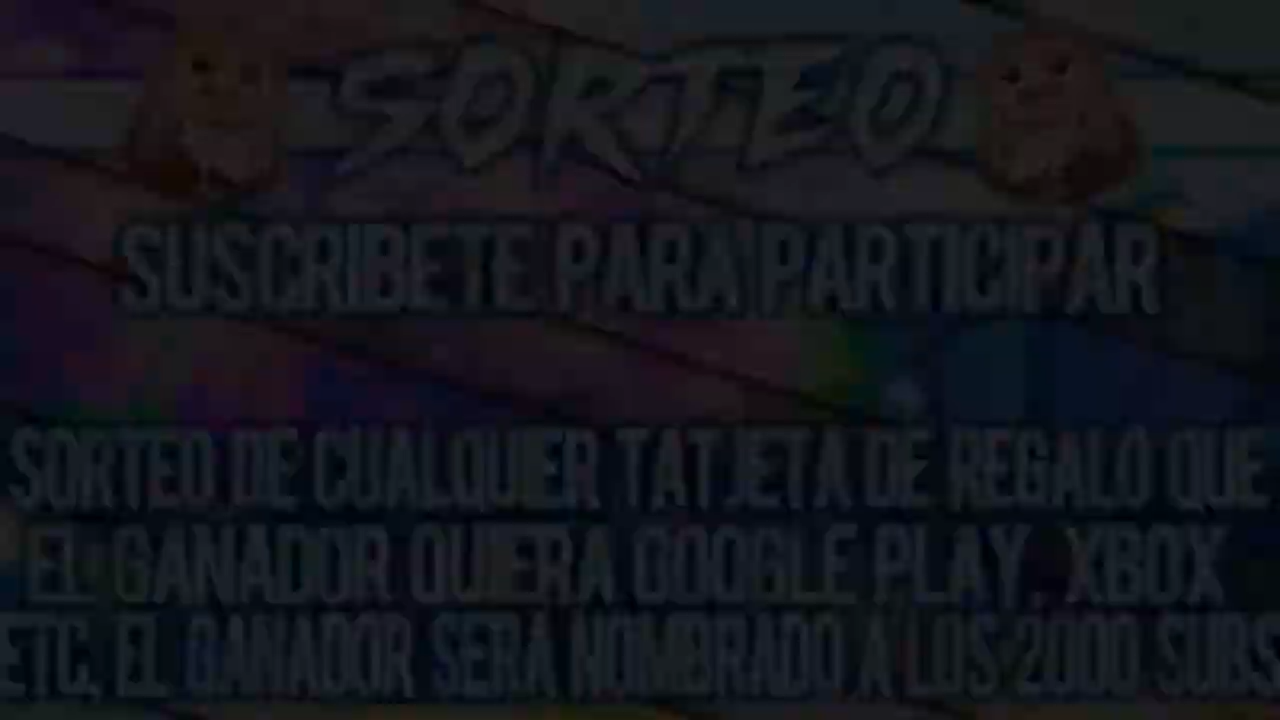 SORTEO
SUSCRIBETE PARA PARTICIPAR
SORTEO DE CUALQUIER TATJETA DE REGALO QUE
EL GANADOR QUIERA GOOGLE PLAY, XBOX
ETC, EL GANADOR SERA NOMBRADO A LOS 2000 SUBS